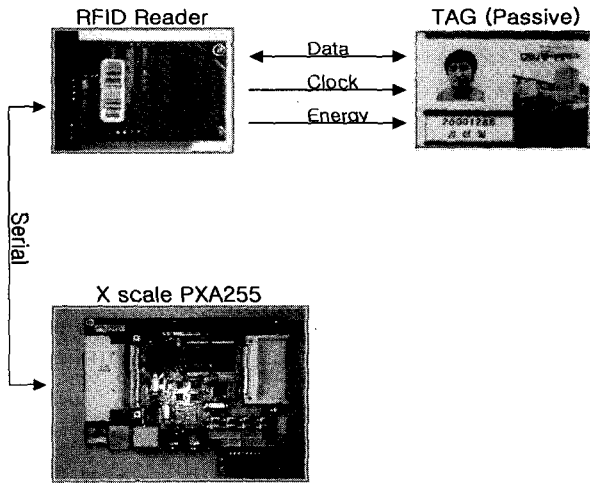 RFID Reader
TAG (Passive)
Data
Clock
Energy
Serial
X scale PXA255